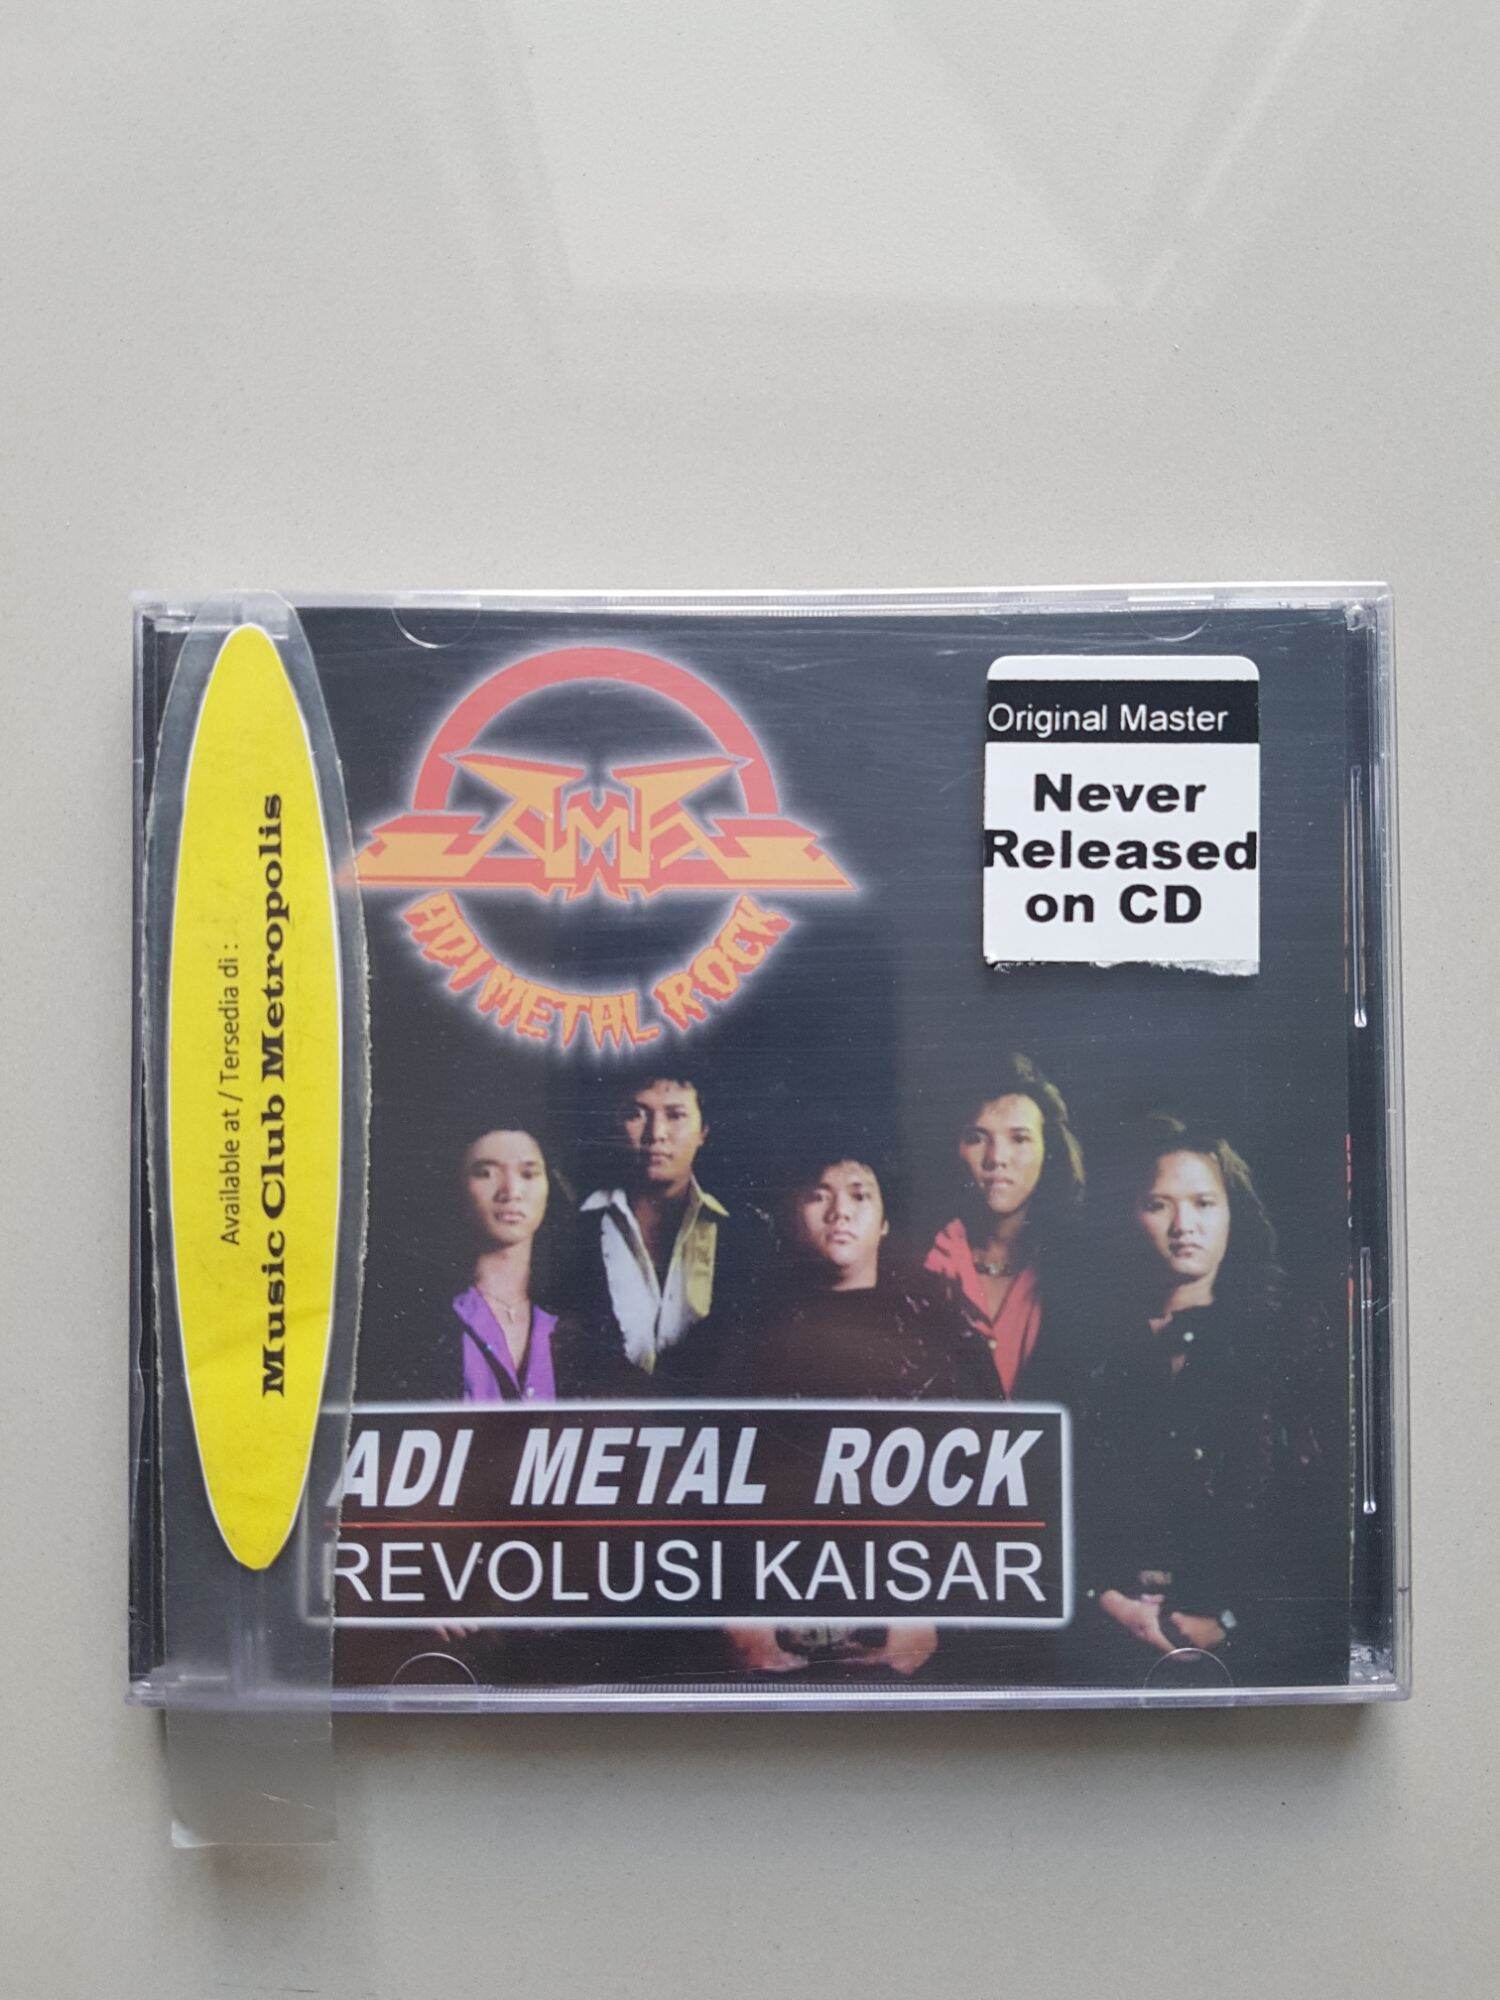 Available at / Tersedia di :
Music Club Metropolis
AMR
ADI METAL ROCK
Original Master
Never
Released
on CD
ADI METAL ROCK
REVOLUSI KAISAR